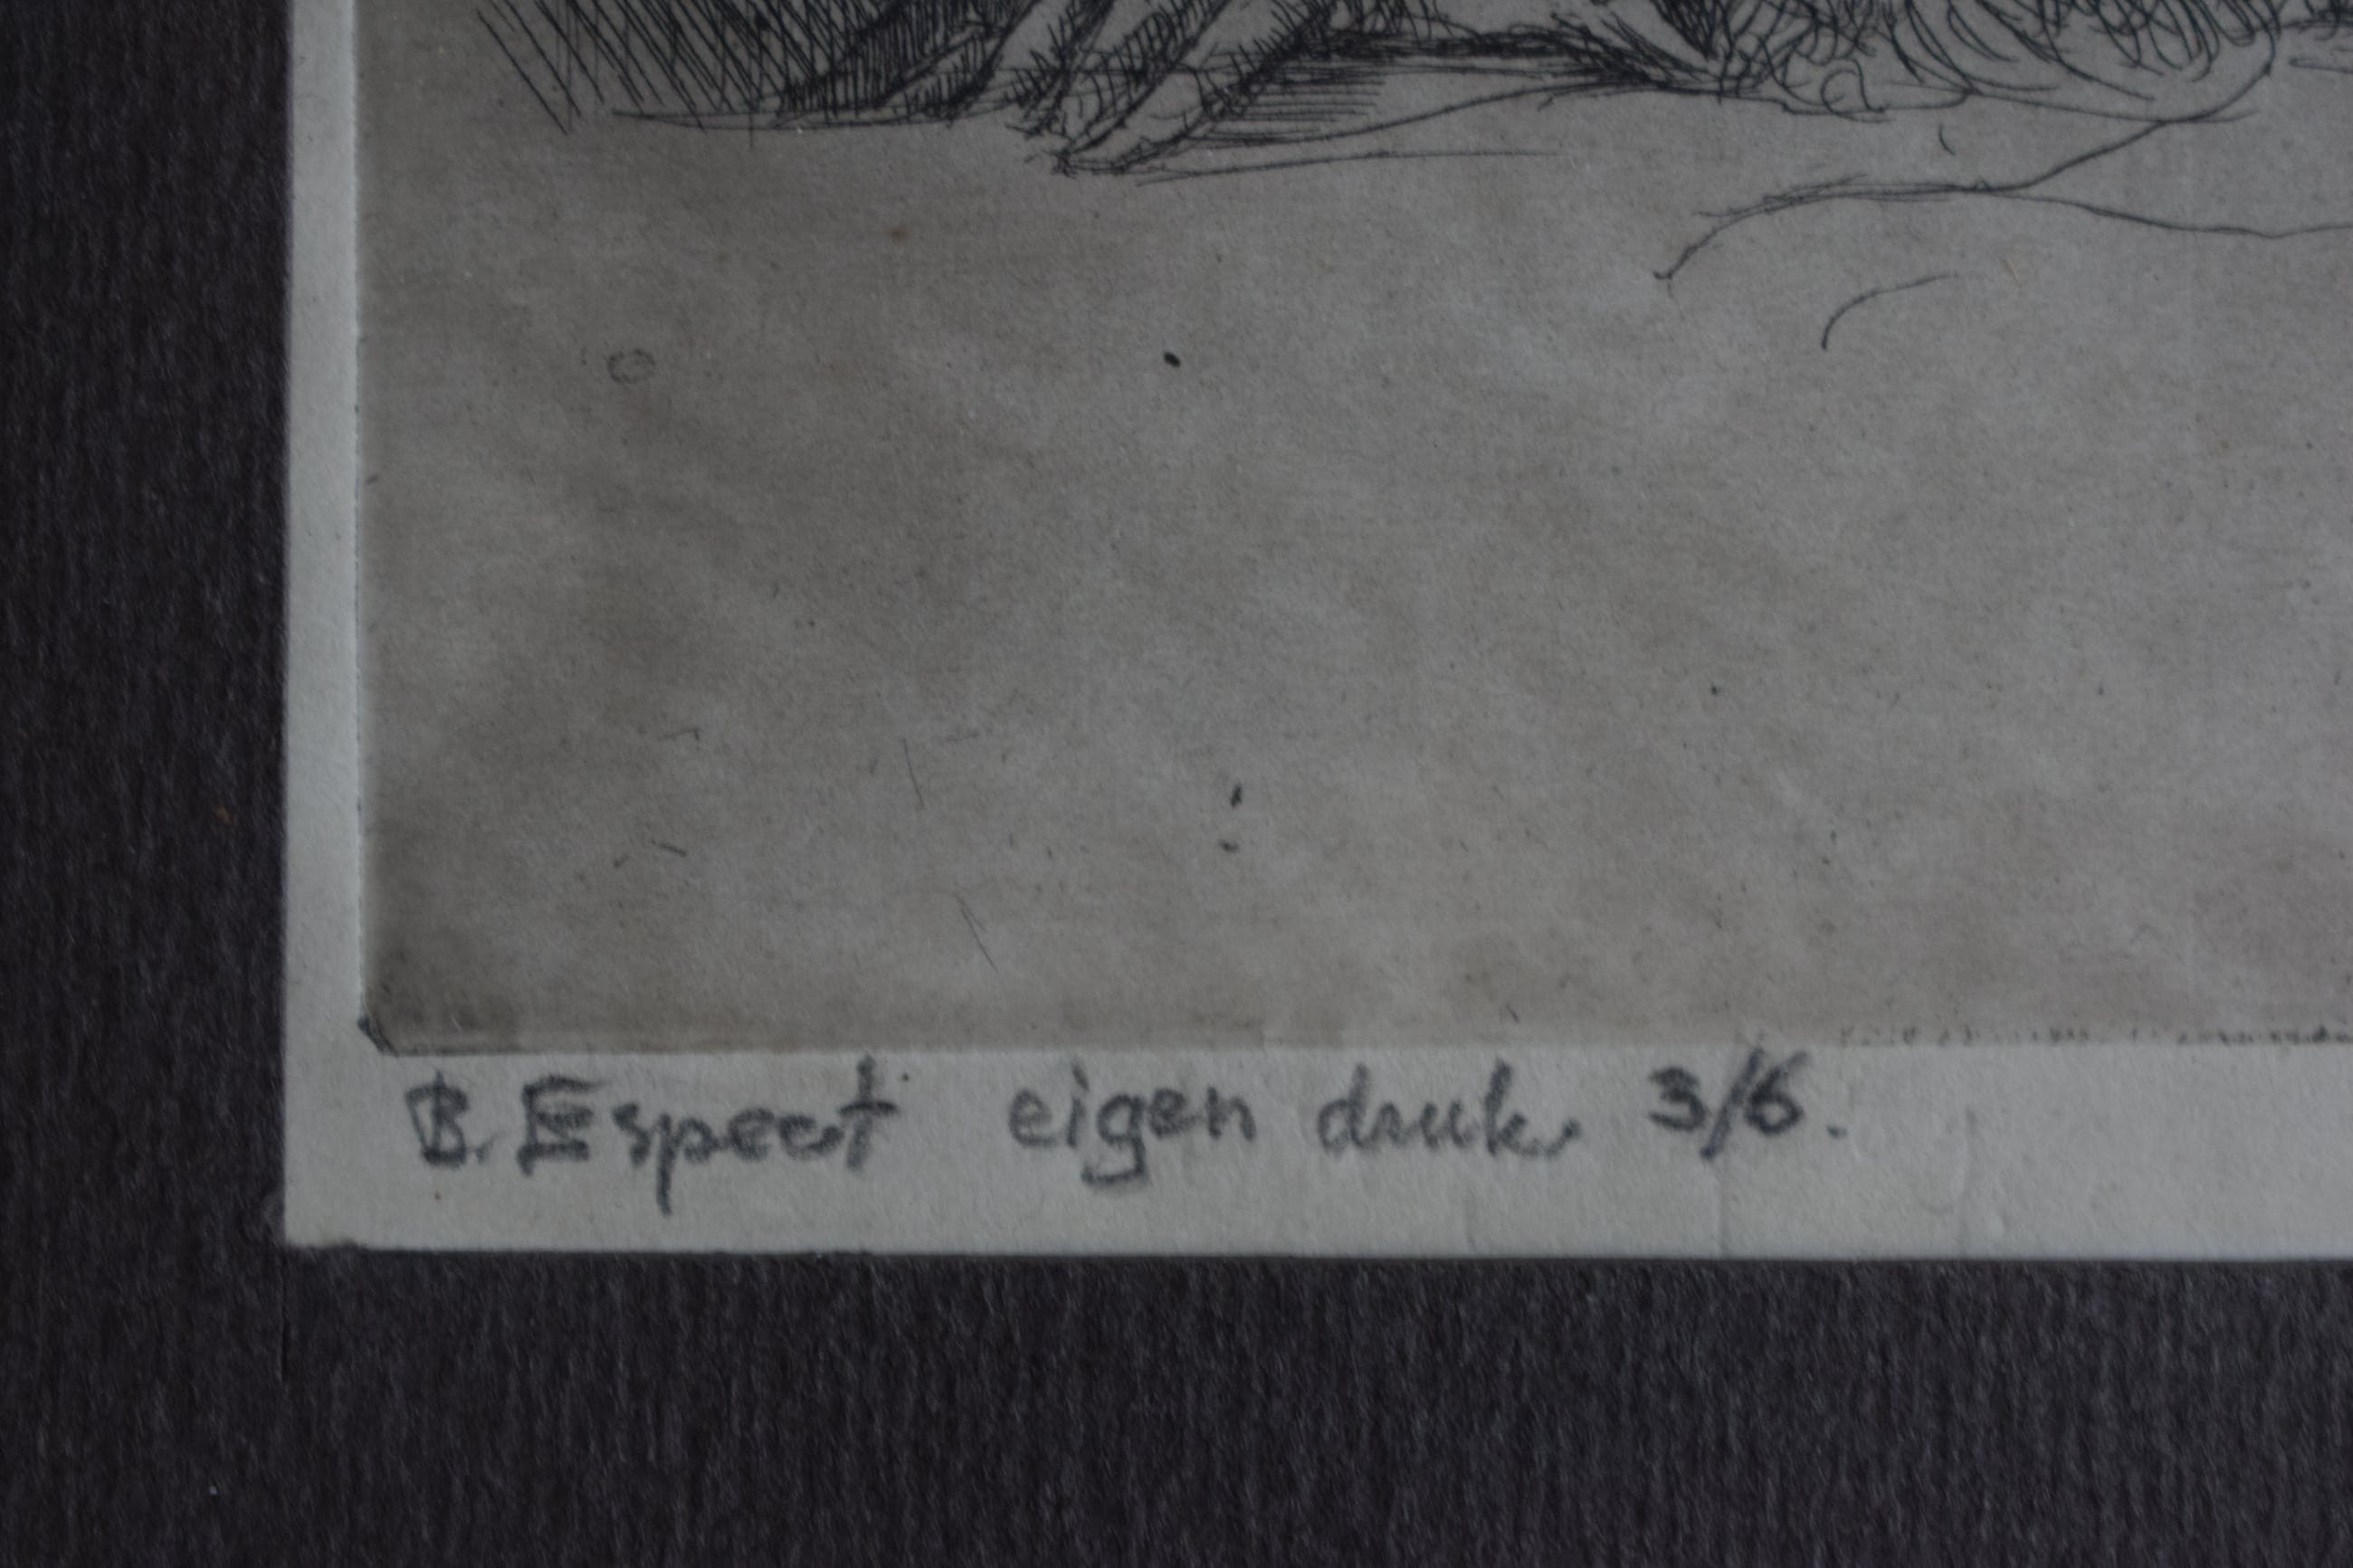 B. Espeet eigen druk 3/6.